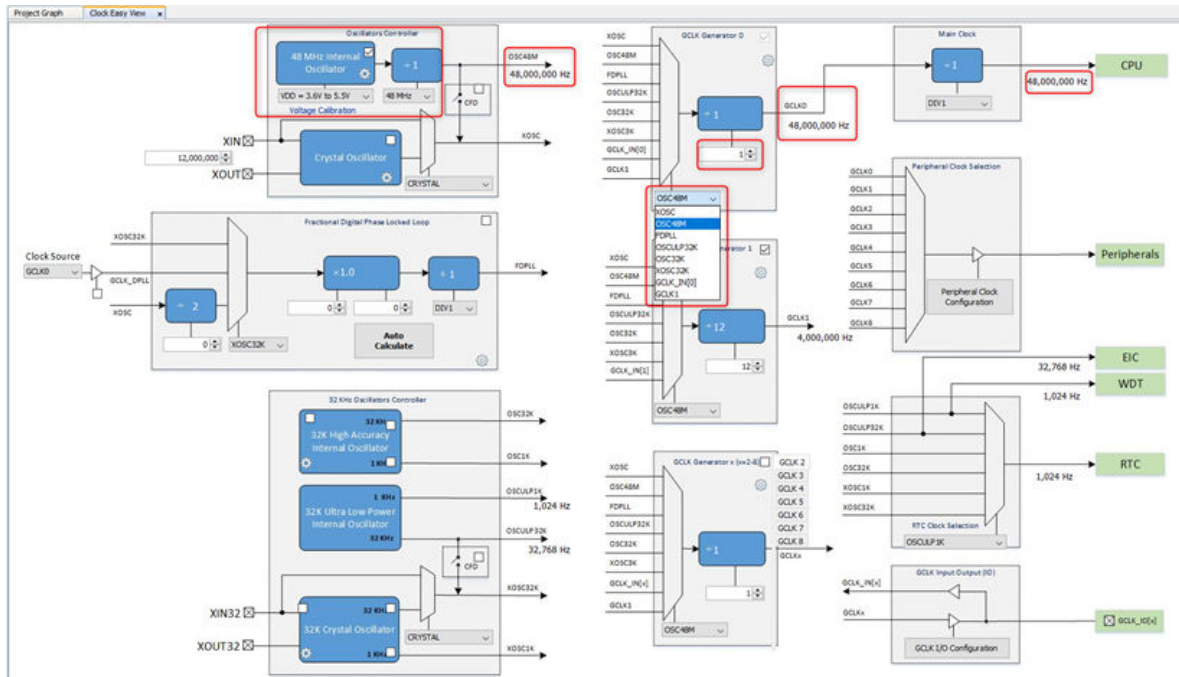 Project Graph
Clock Easy View x
Oscillators Controller
48 MHz Internal
Oscillator
÷ 1
VDD = 3.6V to 5.5V
48 MHz
Voltage Calibration
OSC48M
48,000,000 Hz
CFD
XIN
12,000,000
XOUT
Crystal Oscillator
CRYSTAL
XOSC
Fractional Digital Phase Locked Loop
XOSC32K
Clock Source
GCLK0
GCLK_DPLL
XOSC
÷ 2
0
XOSC32K
×1.0
0
0
÷ 1
DIV1
Auto
Calculate
FDPLL
32 KHz Oscillators Controller
32 KHz
32K High Accuracy
Internal Oscillator
1 KHz
OSC32K
OSC1K
1 KHz
32K Ultra Low Power
Internal Oscillator
32 KHz
OSCULP1K
1,024 Hz
OSCULP32K
32,768 Hz
CFD
XIN32
XOUT32
32 KHz
32K Crystal Oscillator
1 KHz
CRYSTAL
XOSC32K
XOSC1K
GCLK Generator 0
XOSC
OSC48M
FDPLL
OSCULP32K
OSC32K
XOSC3K
GCLK_IN[0]
GCLK1
÷ 1
1
GCLK0
48,000,000 Hz
OSC48M
XOSC
OSC48M
FDPLL
OSCULP32K
OSC32K
XOSC32K
GCLK_IN[0]
GCLK1
enerator 1
XOSC
OSC48M
FDPLL
OSCULP32K
OSC32K
XOSC3K
GCLK_IN[1]
÷12
12
OSC48M
GCLK1
4,000,000 Hz
GCLK Generator x (x=2-8)
XOSC
OSC48M
FDPLL
OSCULP32K
OSC32K
XOSC3K
GCLK_IN[x]
GCLK1
÷ 1
1
OSC48M
GCLK 2
GCLK 3
GCLK 4
GCLK 5
GCLK 6
GCLK 7
GCLK 8
GCLKx
Main Clock
÷ 1
DIV1
48,000,000 Hz
CPU
Peripheral Clock Selection
GCLK0
GCLK1
GCLK2
GCLK3
GCLK4
GCLK5
GCLK6
GCLK7
GCLK8
Peripheral Clock
Configuration
Peripherals
EIC
32,768 Hz
WDT
1,024 Hz
OSCULP1K
OSCULP32K
OSC1K
OSC32K
XOSC1K
XOSC32K
RTC Clock Selection
OSCULP1K
1,024 Hz
RTC
GCLK Input Output (IO)
GCLK_IN[x]
GCLKx
GCLK I/O Configuration
GCLK_IO[x]